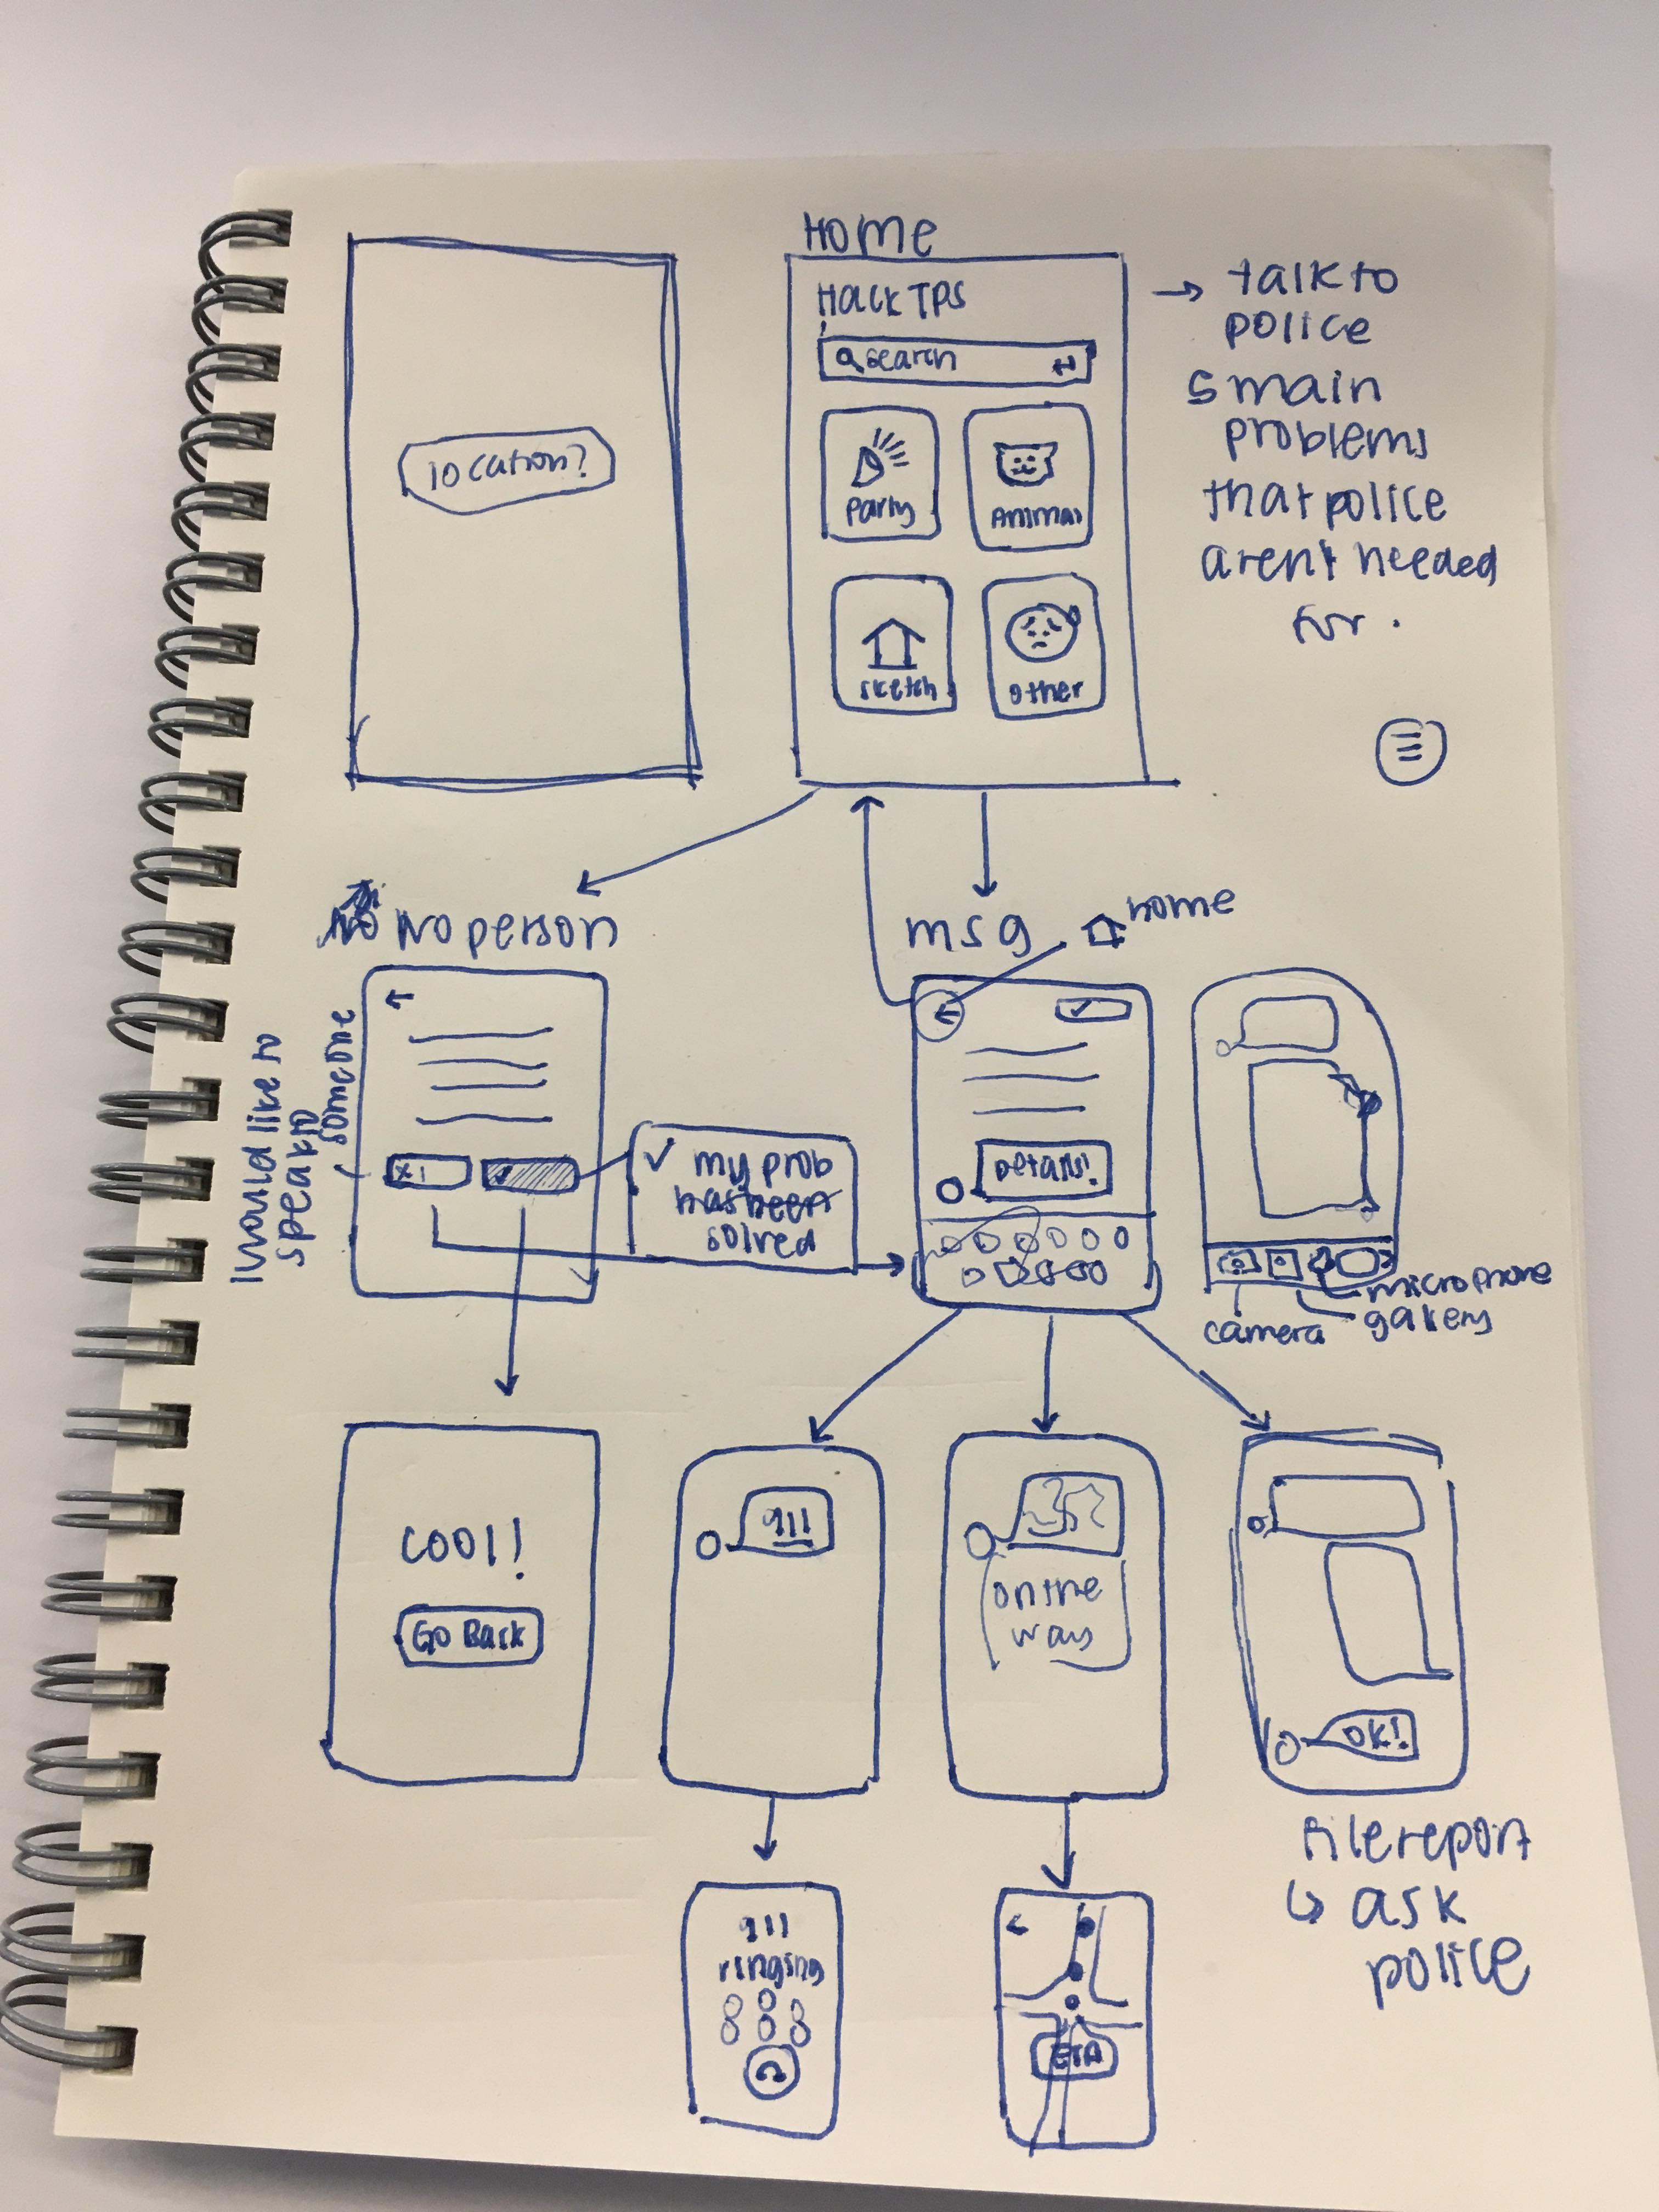 Home
Hack TPS
search
Party
Animal
sketch
other
location?
→ talk to
police
5 main
problems
that police
aren't needed
for.
No person
msg
home
I would like to
speak to
someone
x
✓
✓ my prob
has been
solved
Details!
microphone
gallery
camera
COOl!
Go Back
911
on the
way
OK!
911
ringing
ETA
File report
↳ ask
police